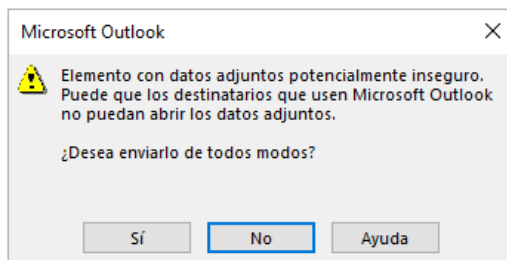 Microsoft Outlook
Elemento con datos adjuntos potencialmente inseguro.
Puede que los destinatarios que usen Microsoft Outlook
no puedan abrir los datos adjuntos.
¿Desea enviarlo de todos modos?
Sí No Ayuda